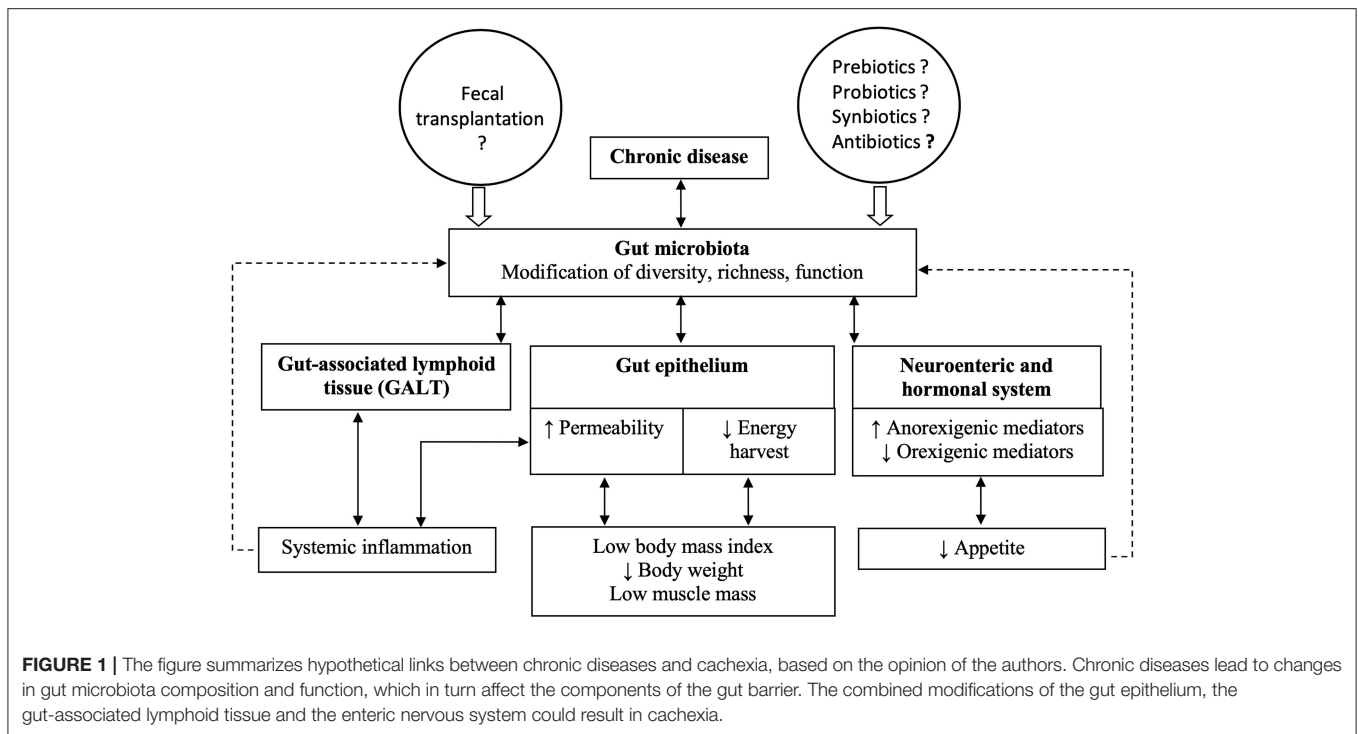 Fecal
transplantation
?
Prebiotics ?
Probiotics ?
Synbiotics ?
Antibiotics ?
Chronic disease
Gut microbiota
Modification of diversity, richness, function
Gut-associated lymphoid
tissue (GALT)
Gut epithelium
↑ Permeability
↓ Energy
harvest
Neuroenteric and
hormonal system
↑ Anorexigenic mediators
↓ Orexigenic mediators
Systemic inflammation
Low body mass index
↓ Body weight
Low muscle mass
↓ Appetite
FIGURE 1 | The figure summarizes hypothetical links between chronic diseases and cachexia, based on the opinion of the authors. Chronic diseases lead to changes
in gut microbiota composition and function, which in turn affect the components of the gut barrier. The combined modifications of the gut epithelium, the
gut-associated lymphoid tissue and the enteric nervous system could result in cachexia.